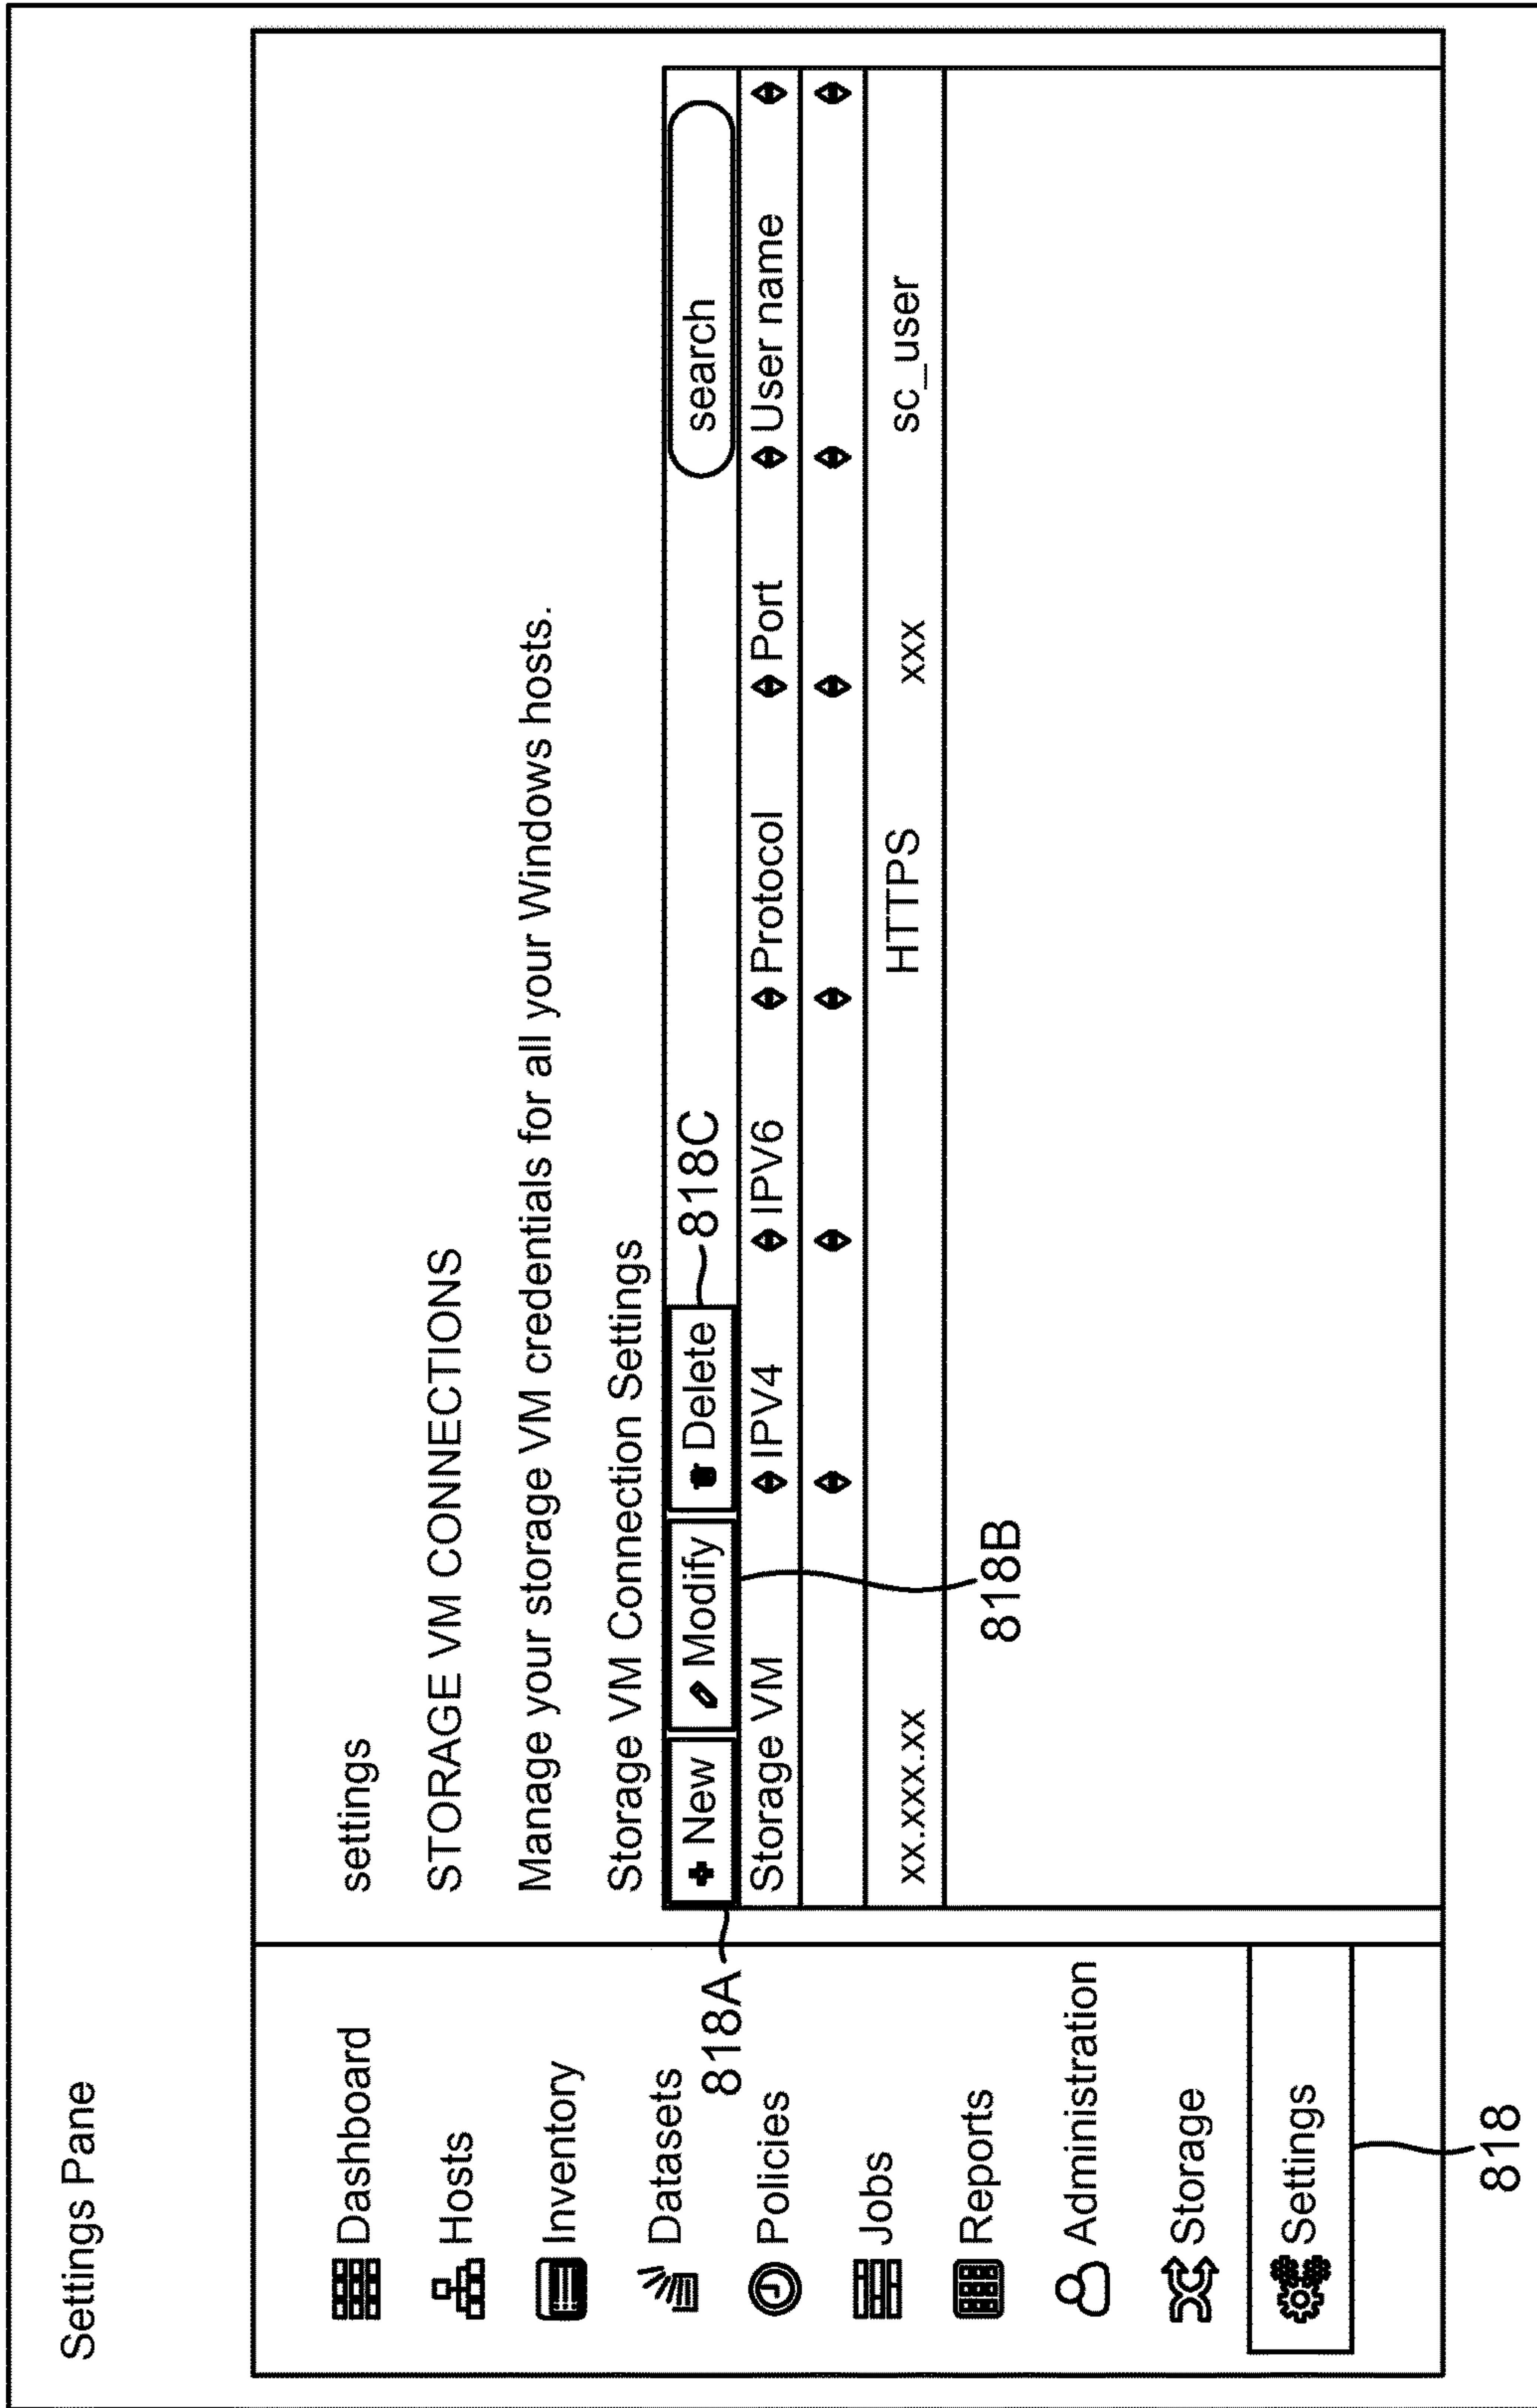 Settings Pane
Dashboard
Hosts
Inventory
Datasets
818A
Policies
Jobs
Reports
Administration
Storage
Settings
818
settings
STORAGE VM CONNECTIONS
Manage your storage VM credentials for all your Windows hosts.
Storage VM Connection Settings
New Modify Delete 818C search
Storage VM IPV4 IPV6 Protocol Port User name
xx.xxx.xx HTTPS xxx sc_user
818B